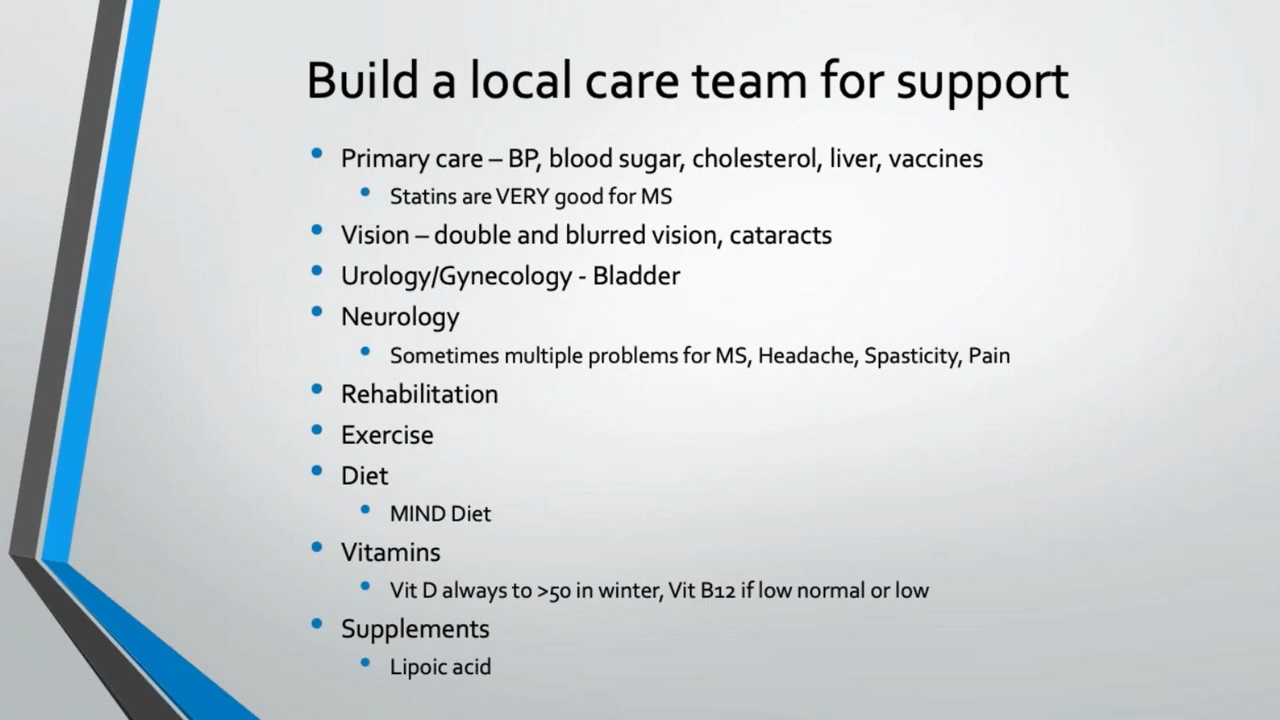 Build a local care team for support
• Primary care – BP, blood sugar, cholesterol, liver, vaccines
• Statins are VERY good for MS
• Vision – double and blurred vision, cataracts
• Urology/Gynecology - Bladder
• Neurology
• Sometimes multiple problems for MS, Headache, Spasticity, Pain
• Rehabilitation
• Exercise
• Diet
• MIND Diet
• Vitamins
• Vit D always to >50 in winter, Vit B12 if low normal or low
• Supplements
• Lipoic acid